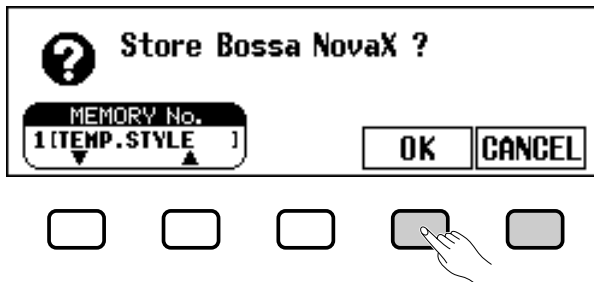 Store Bossa NovaX ?
MEMORY No.
1[TEMP.STYLE ]
OK
CANCEL